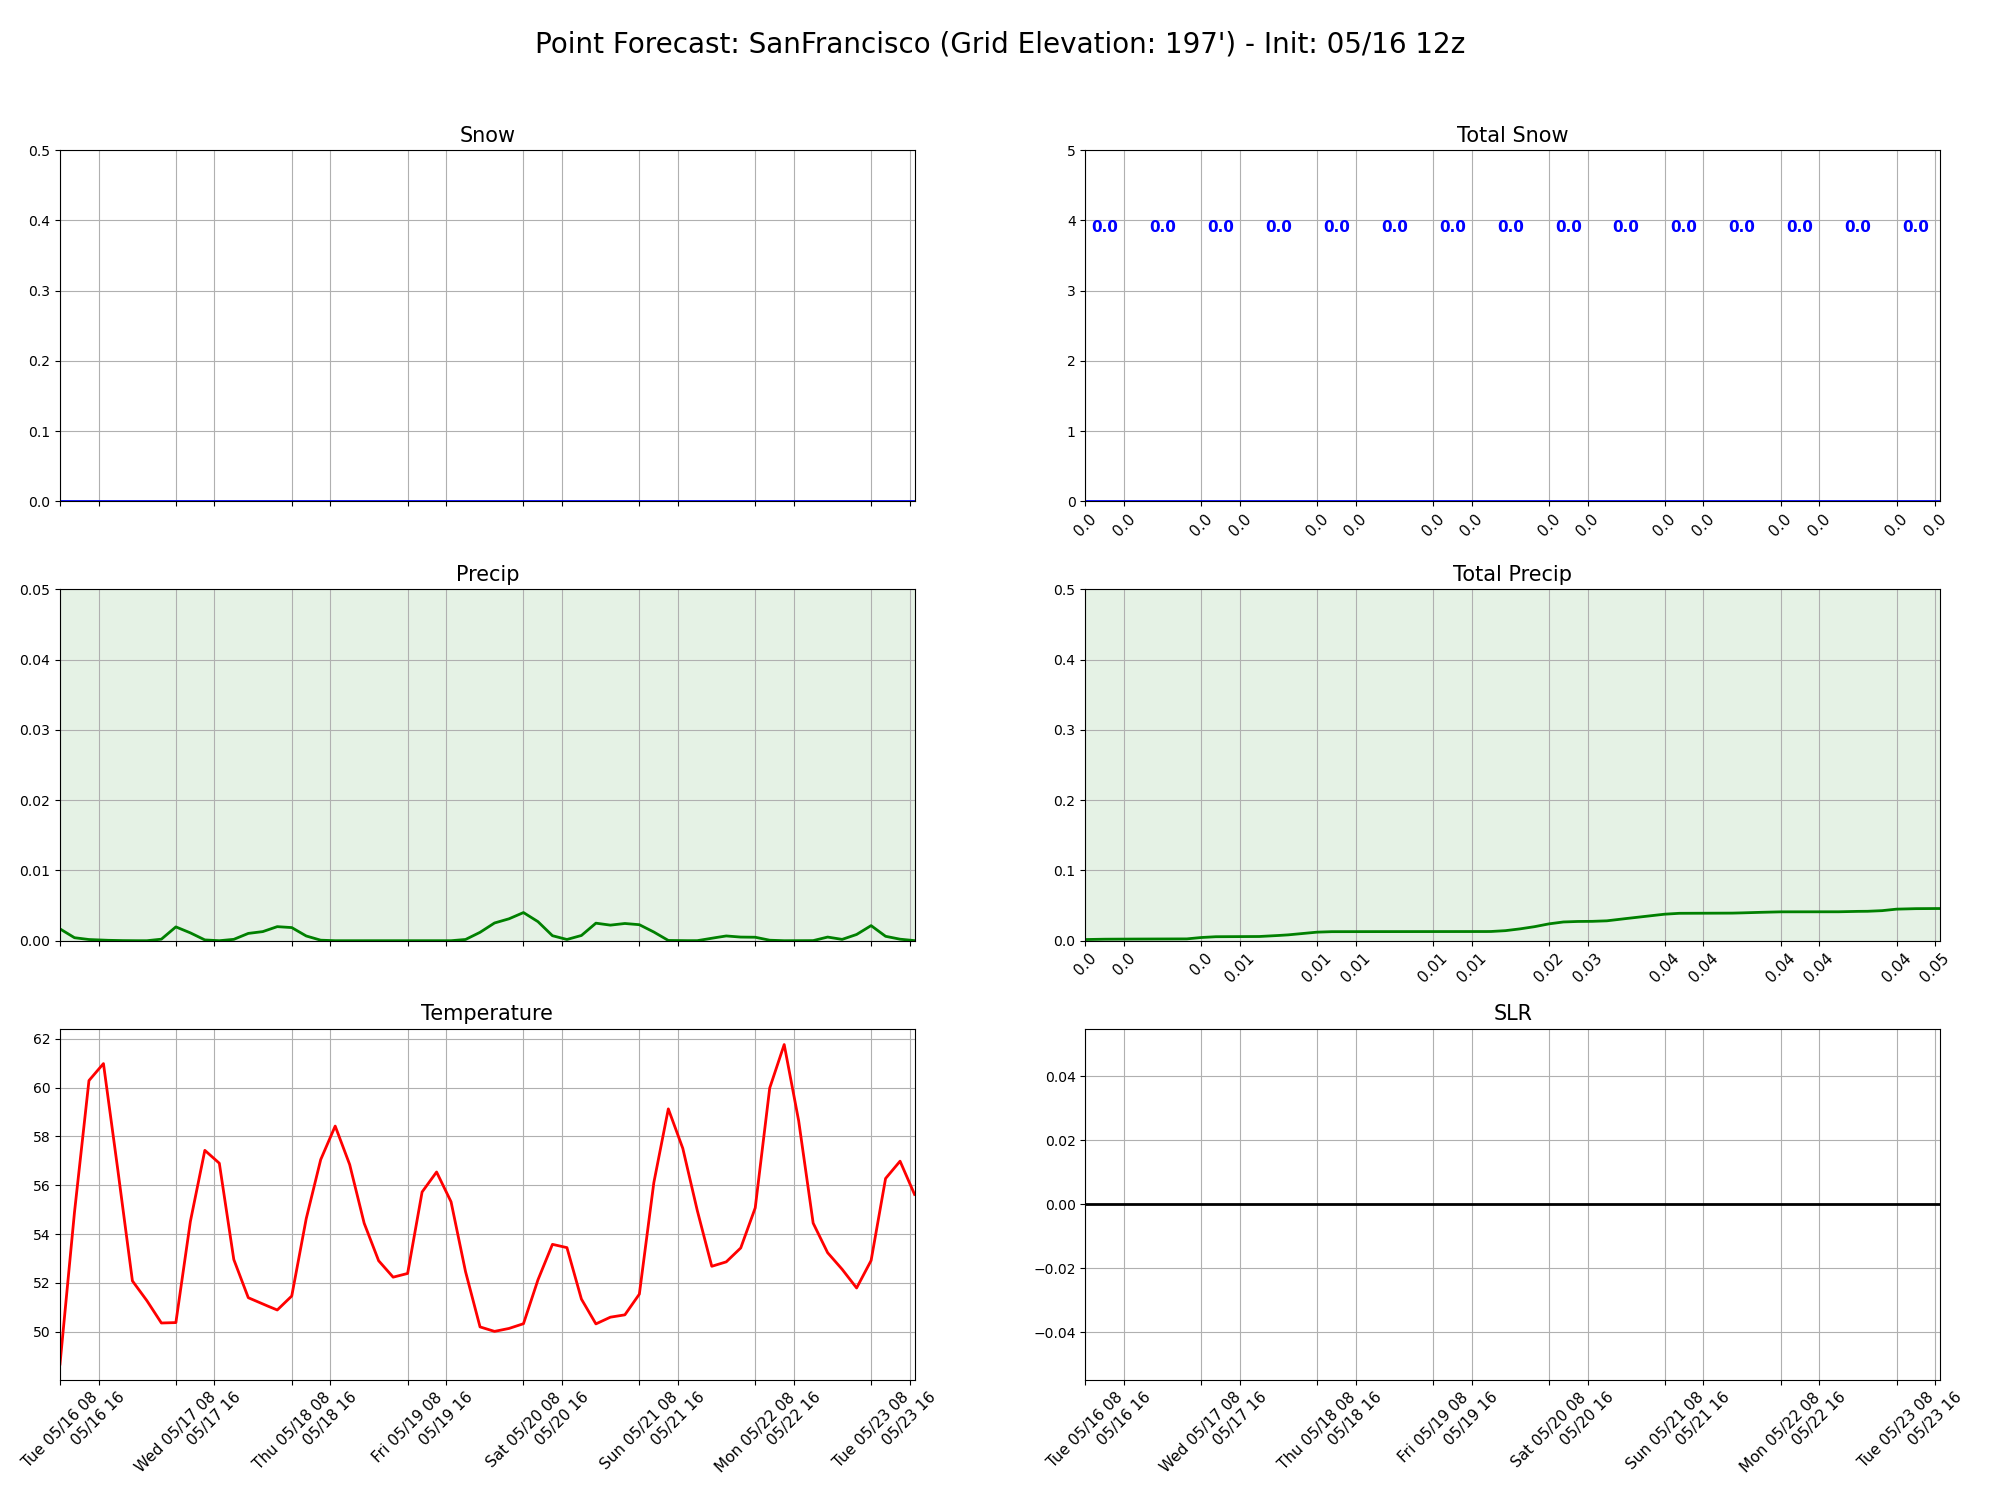 Point Forecast: SanFrancisco (Grid Elevation: 197') - Init: 05/16 12z
Snow
0.5
0.4
0.3
0.2
0.1
0.0
Total Snow
5
4
3
2
1
0
0.0 0.0 0.0 0.0 0.0 0.0 0.0 0.0 0.0 0.0 0.0 0.0 0.0 0.0 0.0
0.0 0.0 0.0 0.0 0.0 0.0 0.0 0.0 0.0 0.0 0.0 0.0 0.0 0.0 0.0 0.0
Precip
0.05
0.04
0.03
0.02
0.01
0.00
Total Precip
0.5
0.4
0.3
0.2
0.1
0.0
0.0 0.0 0.0 0.01 0.01 0.01 0.01 0.01 0.02 0.03 0.04 0.04 0.04 0.04 0.04 0.05
Temperature
62
60
58
56
54
52
50
Tue 05/16 08
05/16 16
Wed 05/17 08
05/17 16
Thu 05/18 08
05/18 16
Fri 05/19 08
05/19 16
Sat 05/20 08
05/20 16
Sun 05/21 08
05/21 16
Mon 05/22 08
05/22 16
Tue 05/23 08
05/23 16
SLR
0.04
0.02
0.00
−0.02
−0.04
Tue 05/16 08
05/16 16
Wed 05/17 08
05/17 16
Thu 05/18 08
05/18 16
Fri 05/19 08
05/19 16
Sat 05/20 08
05/20 16
Sun 05/21 08
05/21 16
Mon 05/22 08
05/22 16
Tue 05/23 08
05/23 16